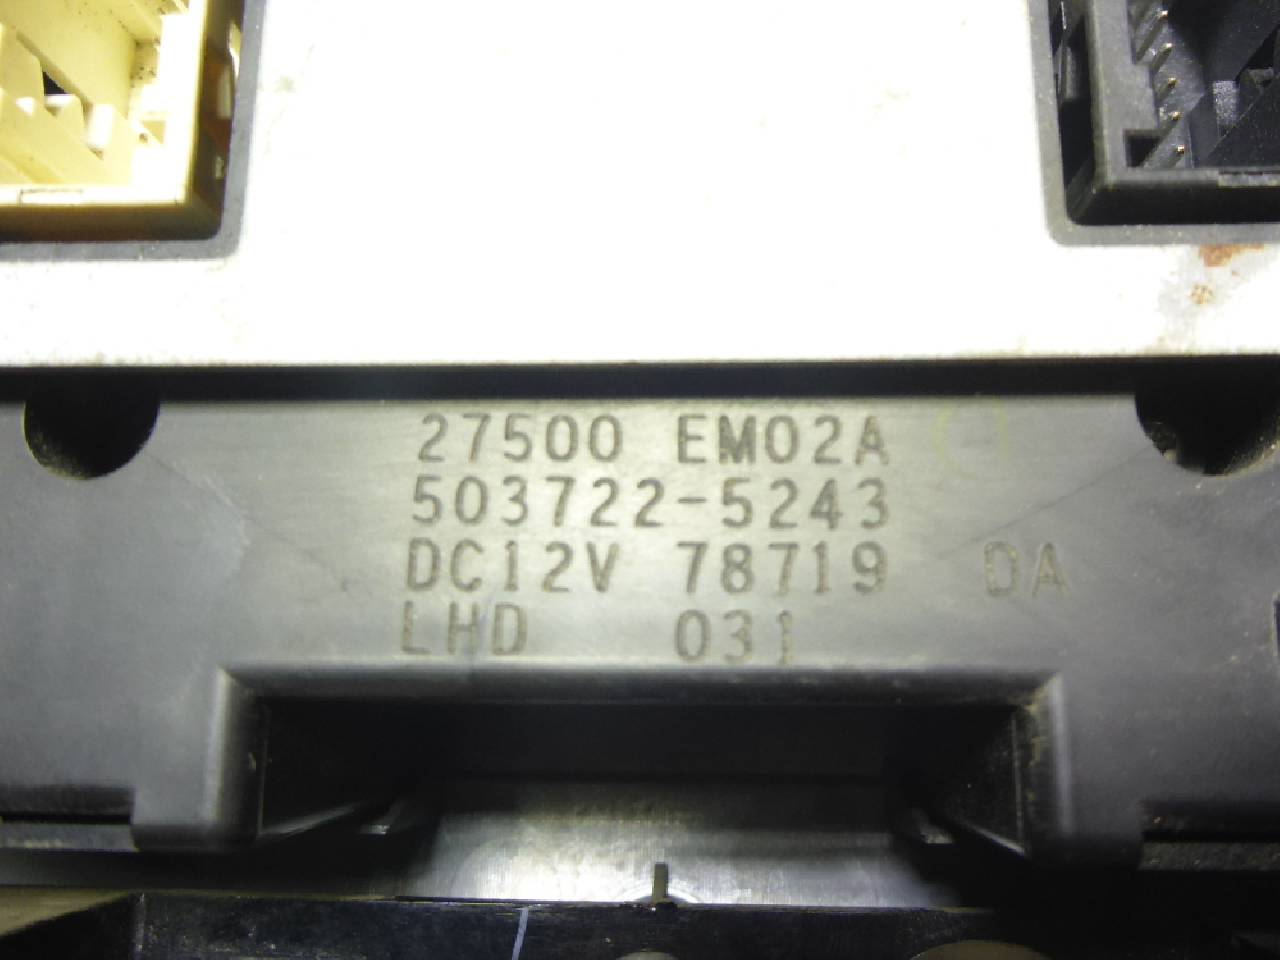 27500 EM02A
503722-5243
DC12V 78719 DA
LHD 031